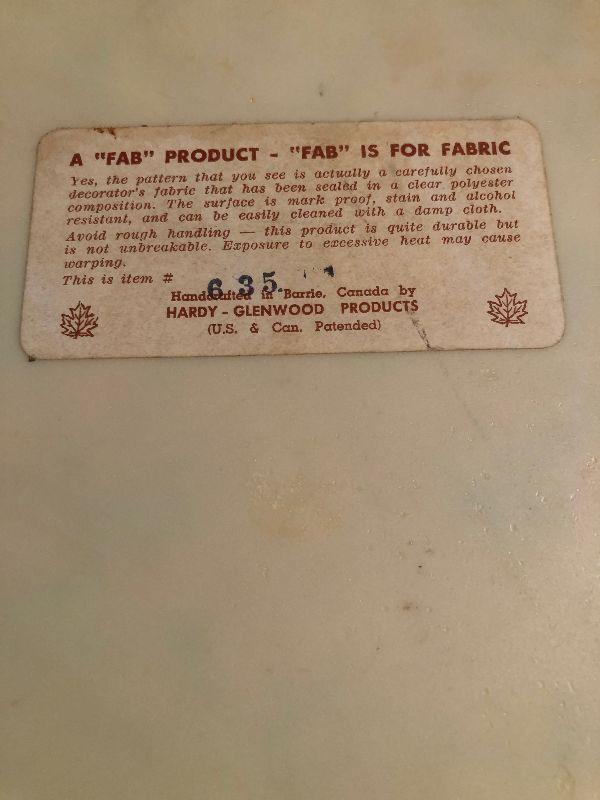 A "FAB" PRODUCT - "FAB" IS FOR FABRIC
Yes, the pattern that you see is actually a carefully chosen
decorator's fabric that has been sealed in a clear polyester
composition. The surface is mark proof, stain and alcohol
resistant, and can be easily cleaned with a damp cloth.
Avoid rough handling — this product is quite durable but
is not unbreakable. Exposure to excessive heat may cause
warping.
This is item # 635.
Handcrafted in Barrie, Canada by
HARDY - GLENWOOD PRODUCTS
(U.S. & Can. Patented)